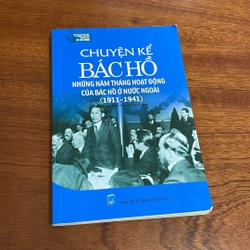 CHUYỆN KỂ
BÁC HỒ
NHỮNG NĂM THÁNG HOẠT ĐỘNG
CỦA BÁC HỒ Ở NƯỚC NGOÀI
(1911-1941)